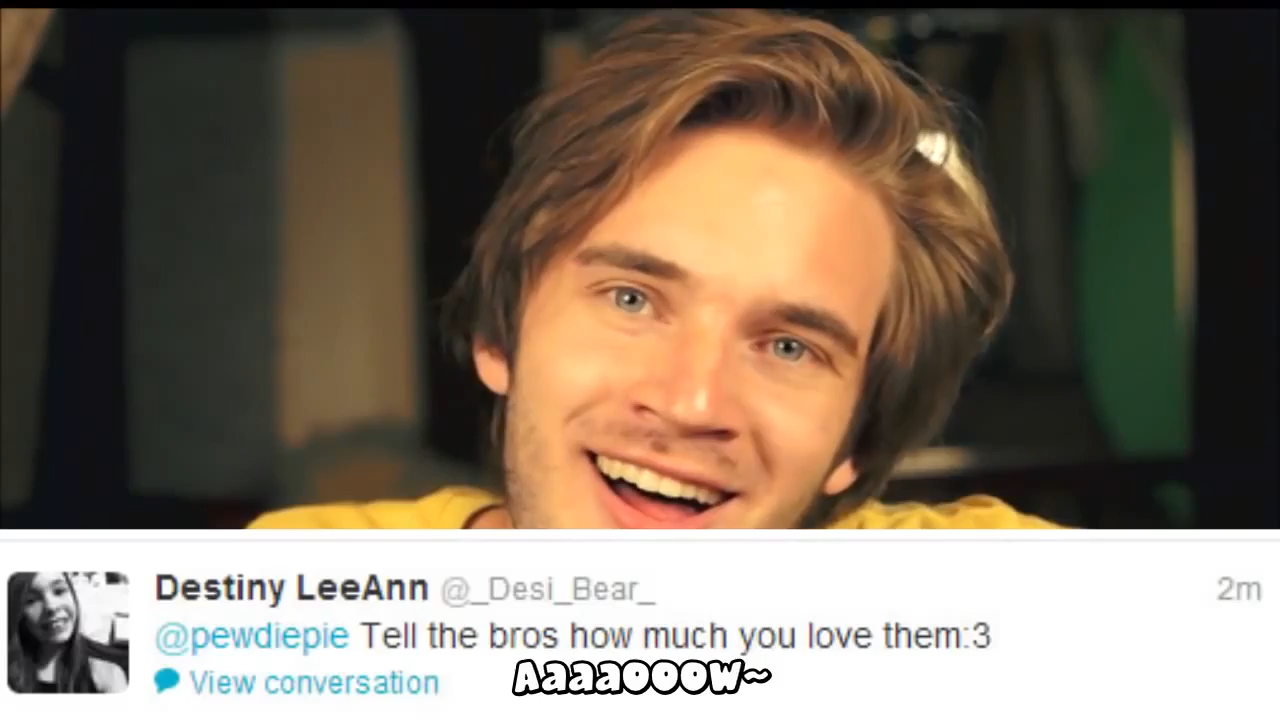 Destiny LeeAnn @_Desi_Bear_ 2m
@pewdiepie Tell the bros how much you love them:3
View conversation
Aaaaooow~